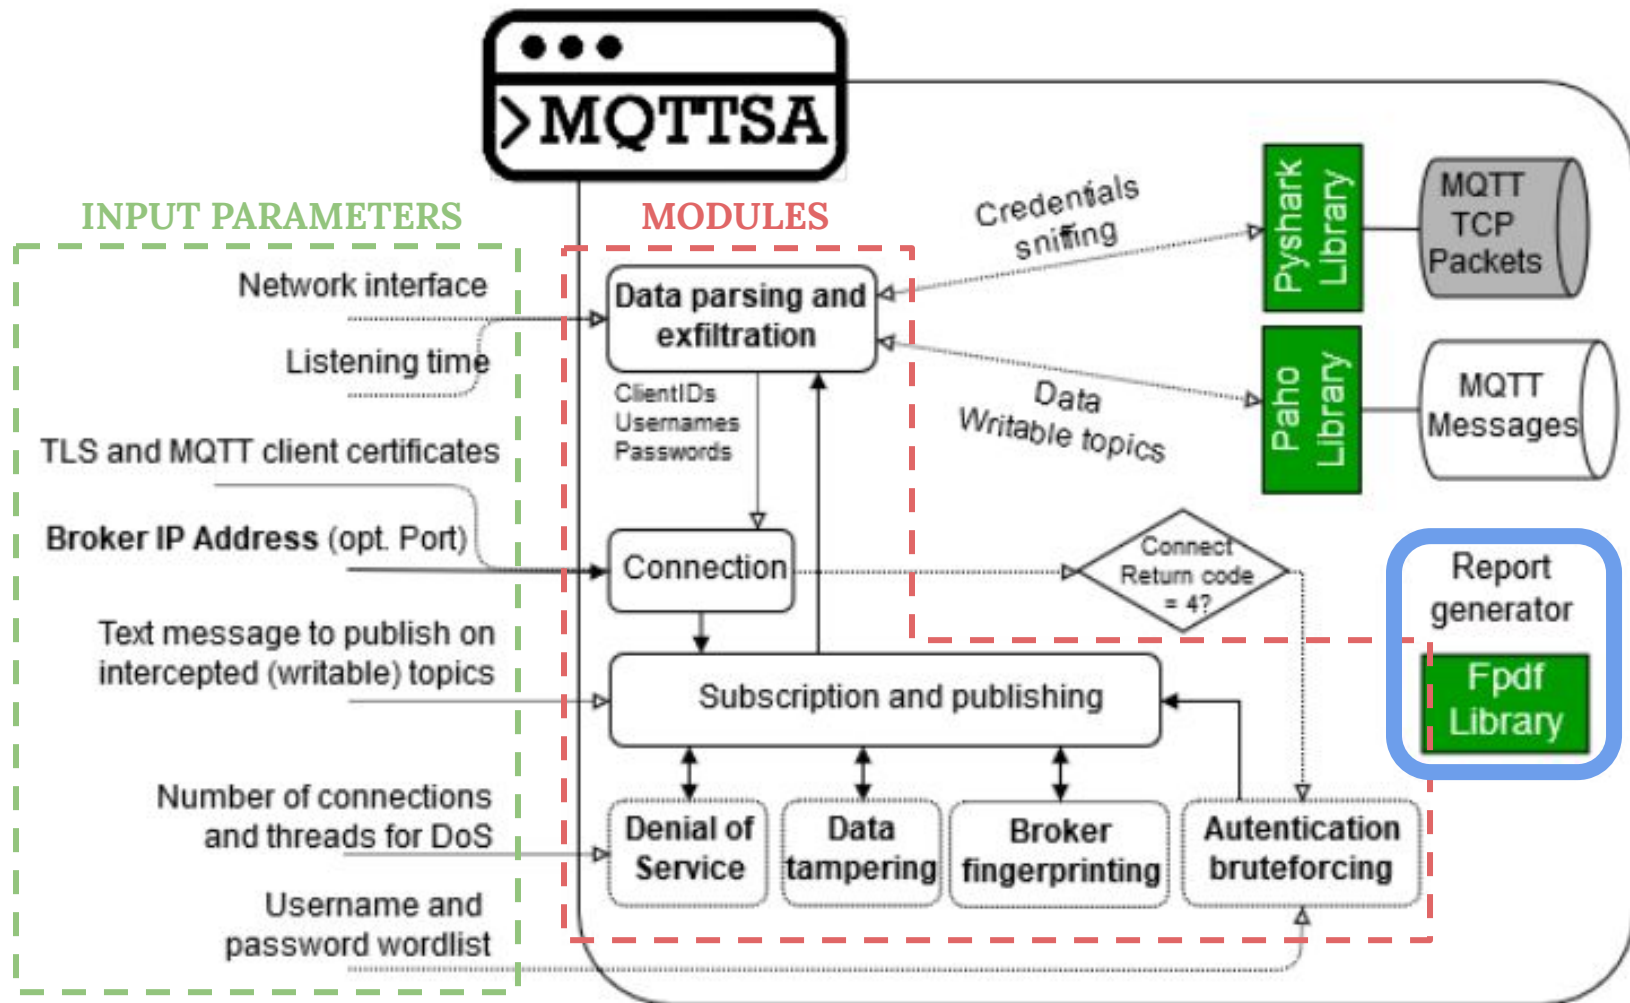 >MQTTSA
INPUT PARAMETERS
MODULES
Network interface
Listening time
TLS and MQTT client certificates
Broker IP Address (opt. Port)
Text message to publish on
intercepted (writable) topics
Number of connections
and threads for DoS
Username and
password wordlist
Data parsing and
exfiltration
ClientIDs
Usernames
Passwords
Connection
Subscription and publishing
Denial of
Service
Data
tampering
Broker
fingerprinting
Autentication
bruteforcing
Credentials
sniffing
Data
Writable topics
Connect
Return code
= 4?
Pyshark
Library
MQTT
TCP
Packets
Paho
Library
MQTT
Messages
Report
generator
Fpdf
Library